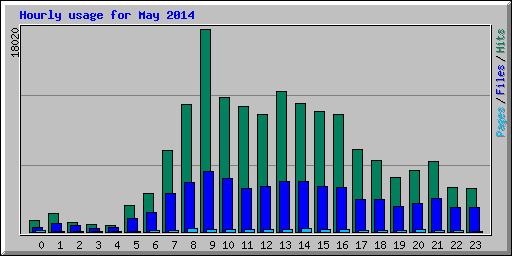 Hourly usage for May 2014
18020
Pages / Files / Hits
0 1 2 3 4 5 6 7 8 9 10 11 12 13 14 15 16 17 18 19 20 21 22 23